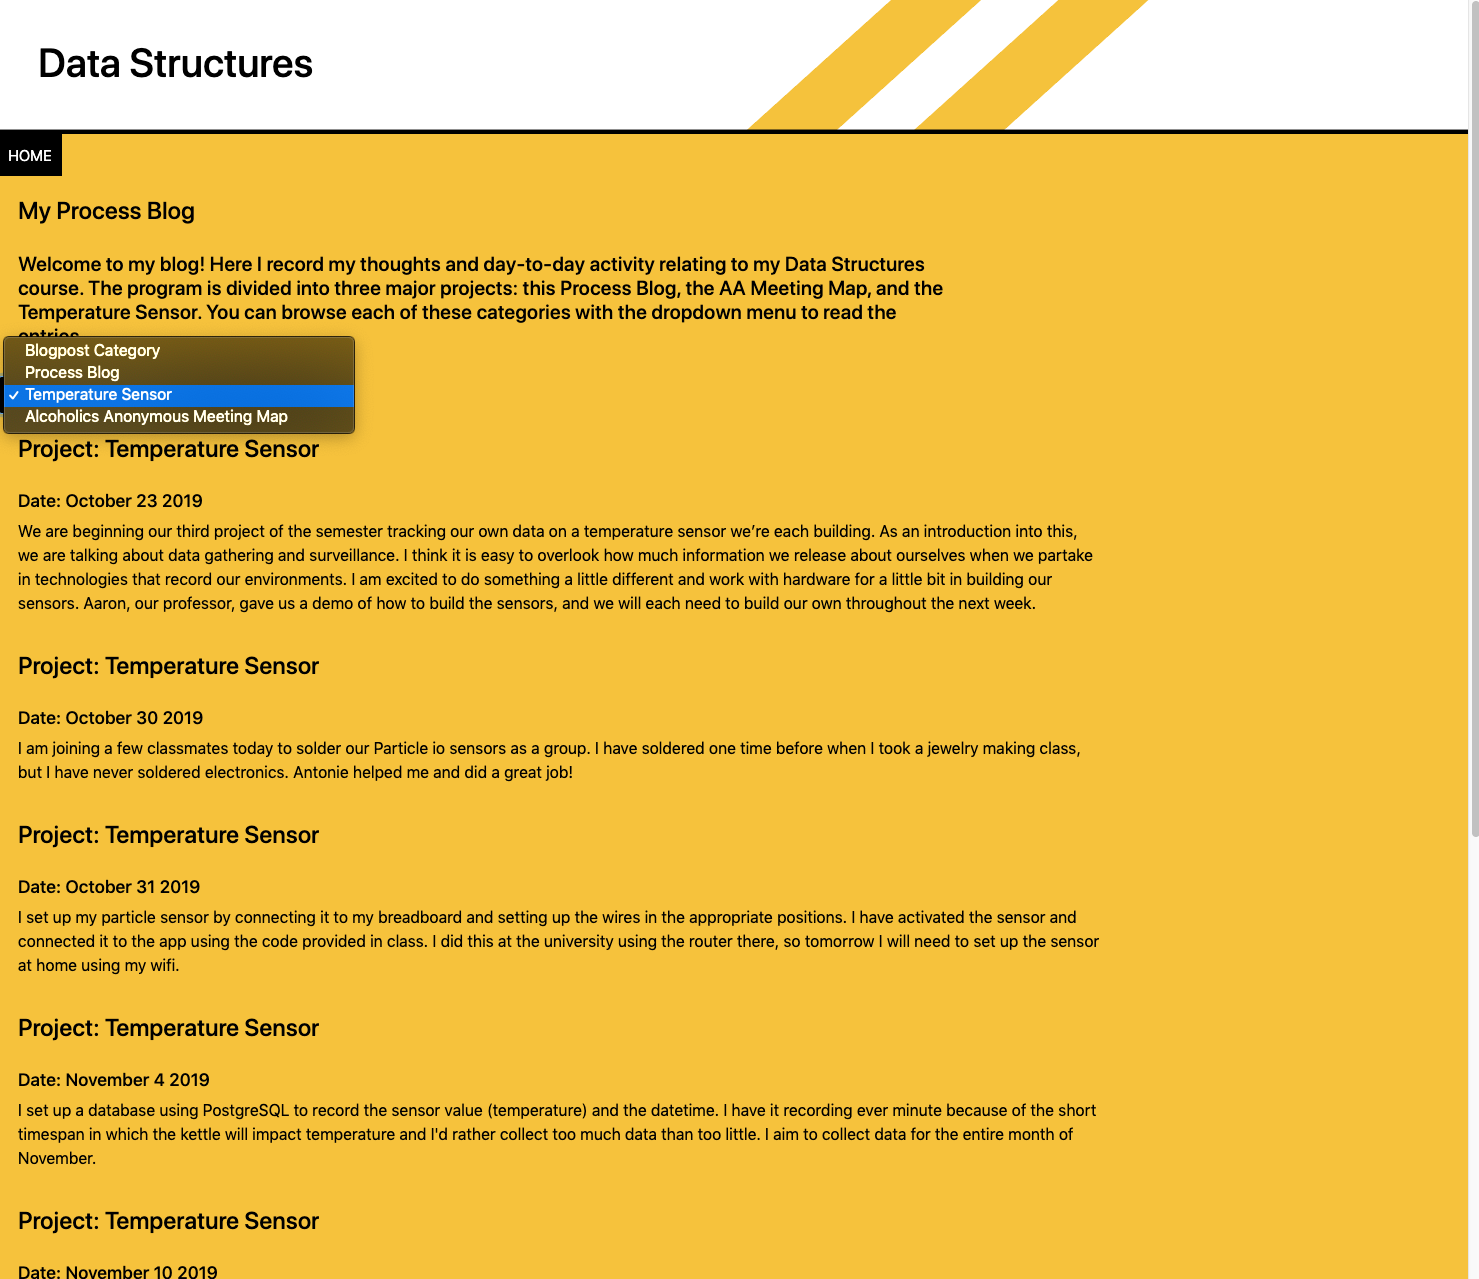 Data Structures
HOME
My Process Blog
Welcome to my blog! Here I record my thoughts and day-to-day activity relating to my Data Structures
course. The program is divided into three major projects: this Process Blog, the AA Meeting Map, and the
Temperature Sensor. You can browse each of these categories with the dropdown menu to read the
entries.
Blogpost Category
Process Blog
✓ Temperature Sensor
Alcoholics Anonymous Meeting Map
Project: Temperature Sensor
Date: October 23 2019
We are beginning our third project of the semester tracking our own data on a temperature sensor we’re each building. As an introduction into this,
we are talking about data gathering and surveillance. I think it is easy to overlook how much information we release about ourselves when we partake
in technologies that record our environments. I am excited to do something a little different and work with hardware for a little bit in building our
sensors. Aaron, our professor, gave us a demo of how to build the sensors, and we will each need to build our own throughout the next week.
Project: Temperature Sensor
Date: October 30 2019
I am joining a few classmates today to solder our Particle io sensors as a group. I have soldered one time before when I took a jewelry making class,
but I have never soldered electronics. Antonie helped me and did a great job!
Project: Temperature Sensor
Date: October 31 2019
I set up my particle sensor by connecting it to my breadboard and setting up the wires in the appropriate positions. I have activated the sensor and
connected it to the app using the code provided in class. I did this at the university using the router there, so tomorrow I will need to set up the sensor
at home using my wifi.
Project: Temperature Sensor
Date: November 4 2019
I set up a database using PostgreSQL to record the sensor value (temperature) and the datetime. I have it recording ever minute because of the short
timespan in which the kettle will impact temperature and I'd rather collect too much data than too little. I aim to collect data for the entire month of
November.
Project: Temperature Sensor
Date: November 10 2019